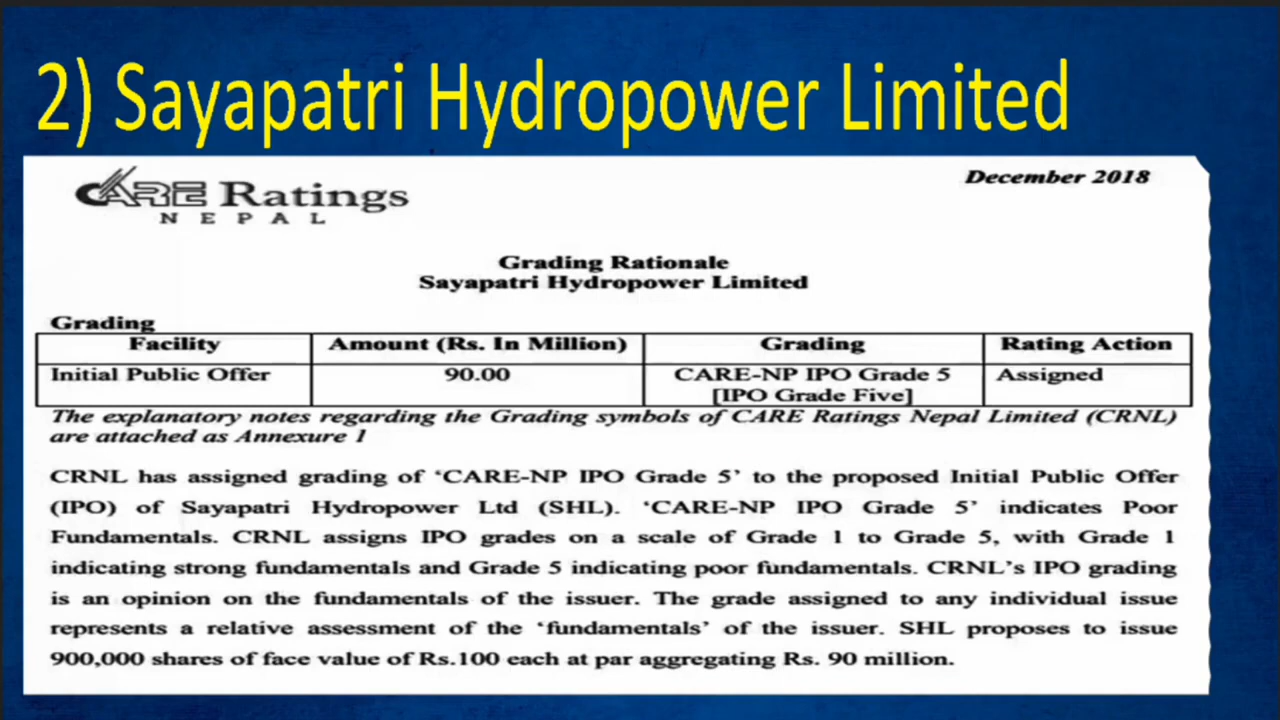 2) Sayapatri Hydropower Limited
CARE Ratings
NEPAL
December 2018
Grading Rationale
Sayapatri Hydropower Limited
Grading
Facility Amount (Rs. In Million) Grading Rating Action
Initial Public Offer 90.00 CARE-NP IPO Grade 5 Assigned
[IPO Grade Five]
The explanatory notes regarding the Grading symbols of CARE Ratings Nepal Limited (CRNL)
are attached as Annexure 1
CRNL has assigned grading of ‘CARE-NP IPO Grade 5’ to the proposed Initial Public Offer
(IPO) of Sayapatri Hydropower Ltd (SHL). ‘CARE-NP IPO Grade 5’ indicates Poor
Fundamentals. CRNL assigns IPO grades on a scale of Grade 1 to Grade 5, with Grade 1
indicating strong fundamentals and Grade 5 indicating poor fundamentals. CRNL’s IPO grading
is an opinion on the fundamentals of the issuer. The grade assigned to any individual issue
represents a relative assessment of the ‘fundamentals’ of the issuer. SHL proposes to issue
900,000 shares of face value of Rs.100 each at par aggregating Rs. 90 million.